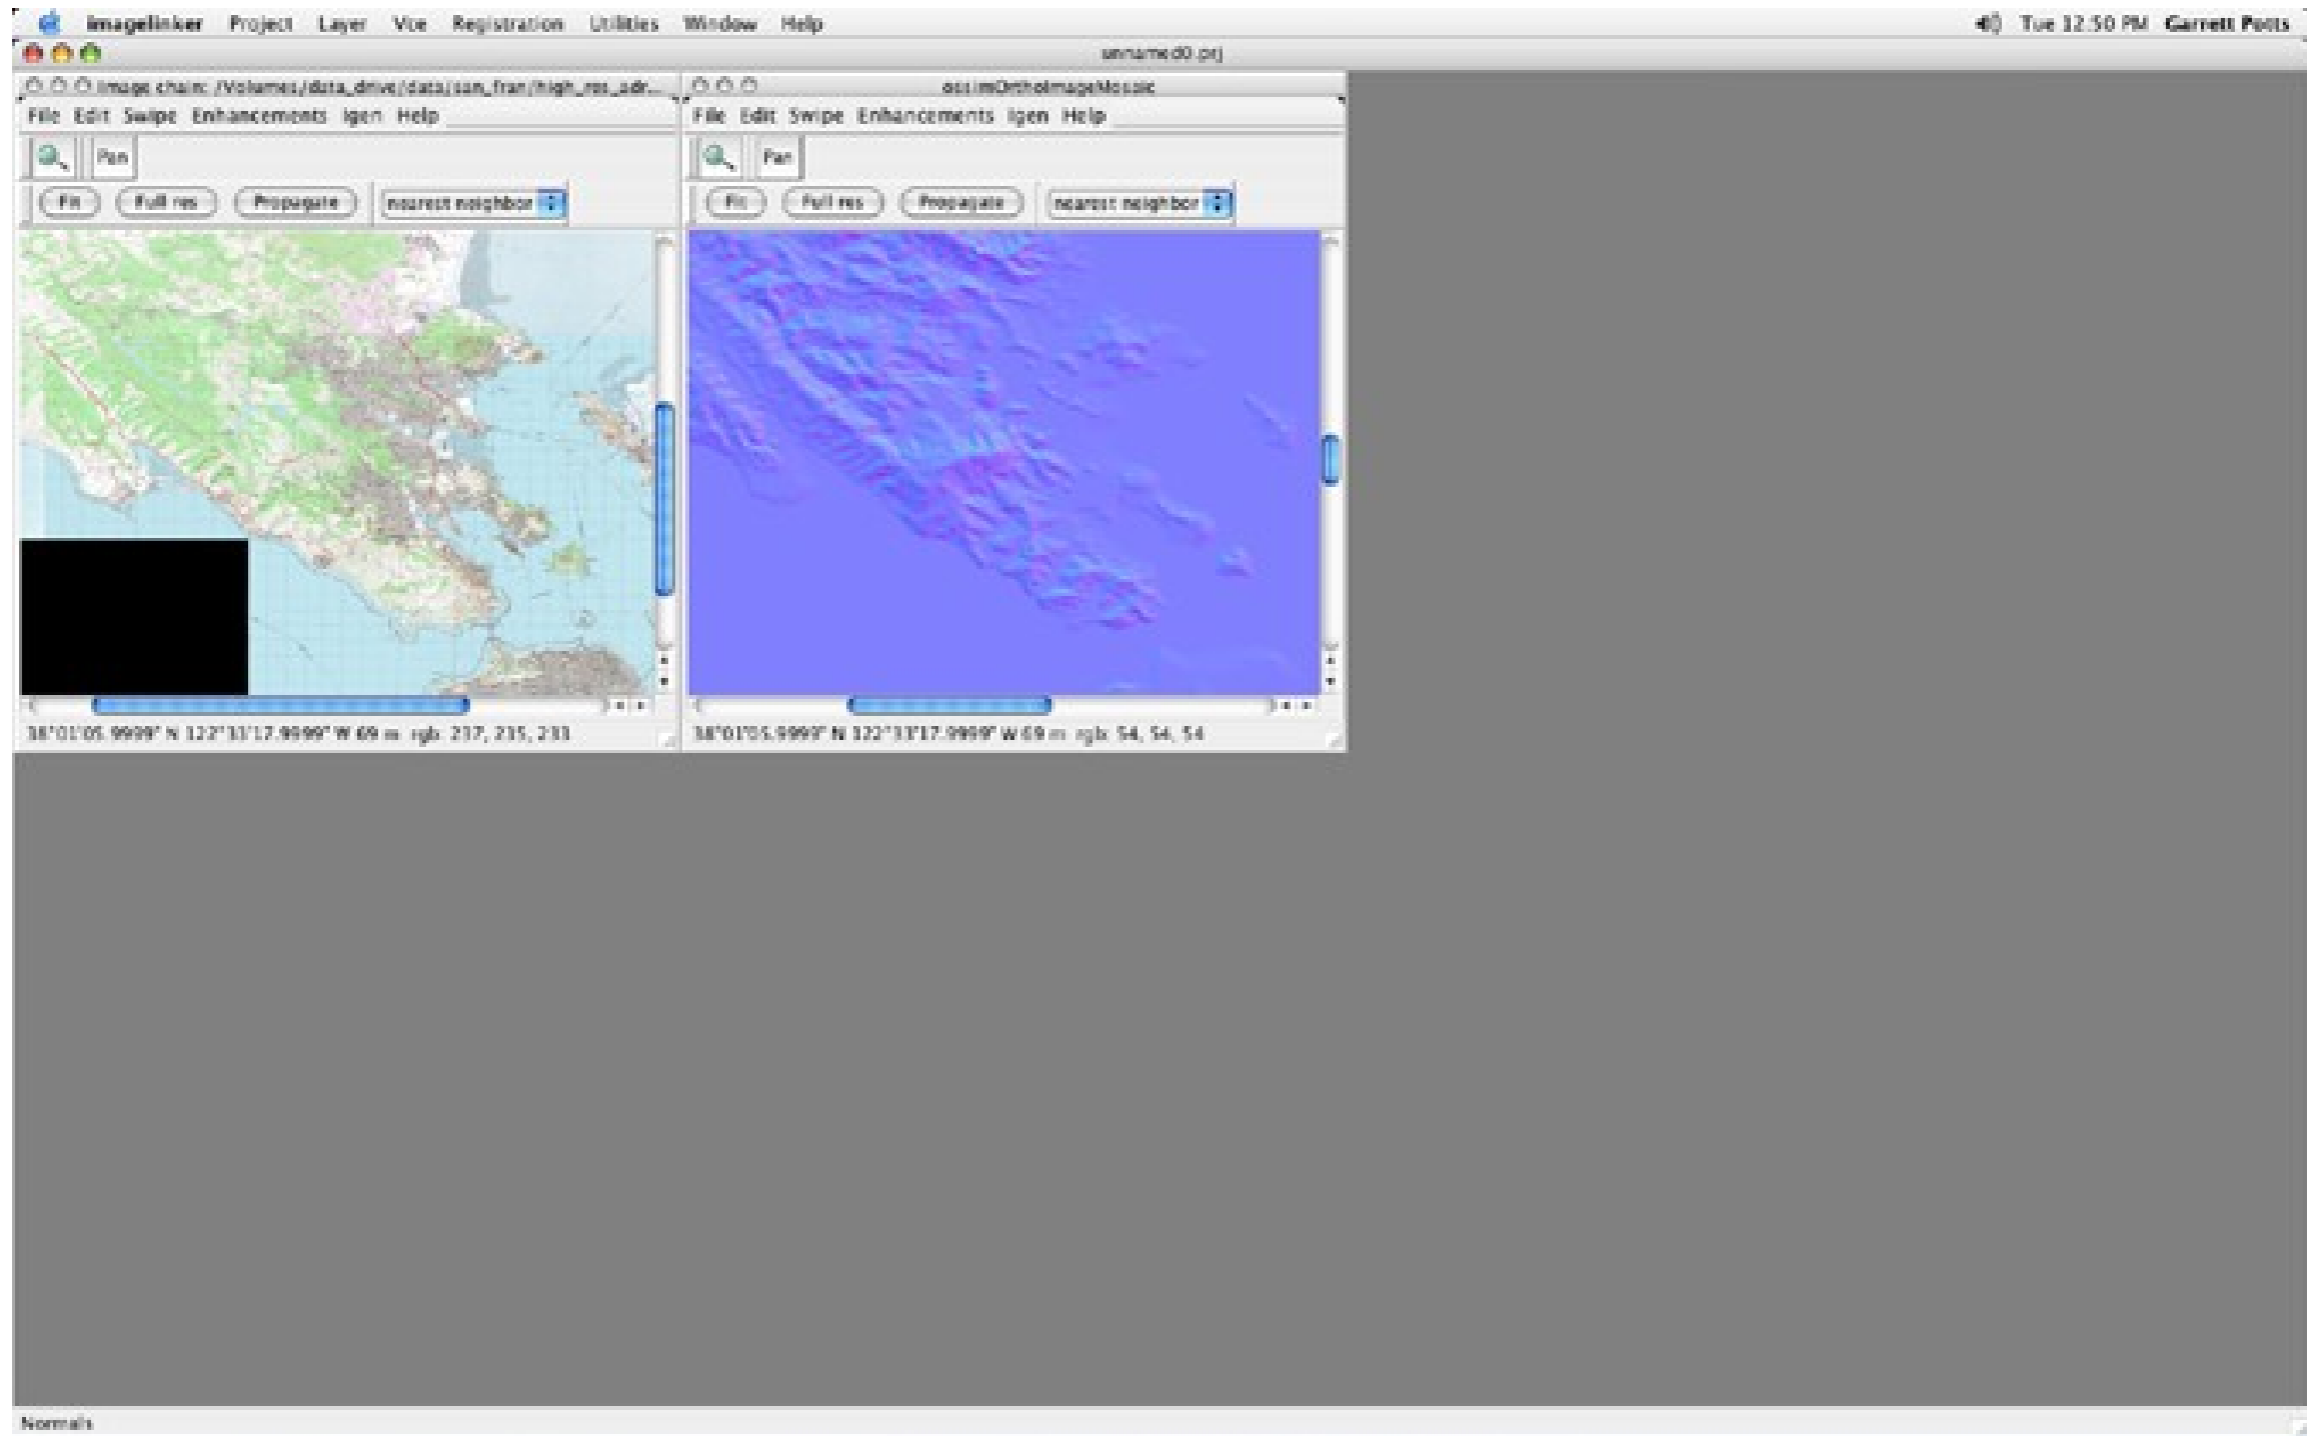 imagelinker Project Layer Vce Registration Utilities Window Help Tue 12:50 PM Garrett Potts
unnamed0.prj
Image chain: /Volumes/data_drive/data/san_fran/high_res_adr... ossimOrthoImageMosaic
File Edit Swipe Enhancements Igen Help File Edit Swipe Enhancements Igen Help
Pan Pan
Fit Full res Propagate nearest neighbor Fit Full res Propagate nearest neighbor
38°01'05.9999" N 122°33'17.9999" W 69 m rgb: 237, 235, 233 38°01'05.9999" N 122°33'17.9999" W 69 m rgb: 54, 54, 54
Normals